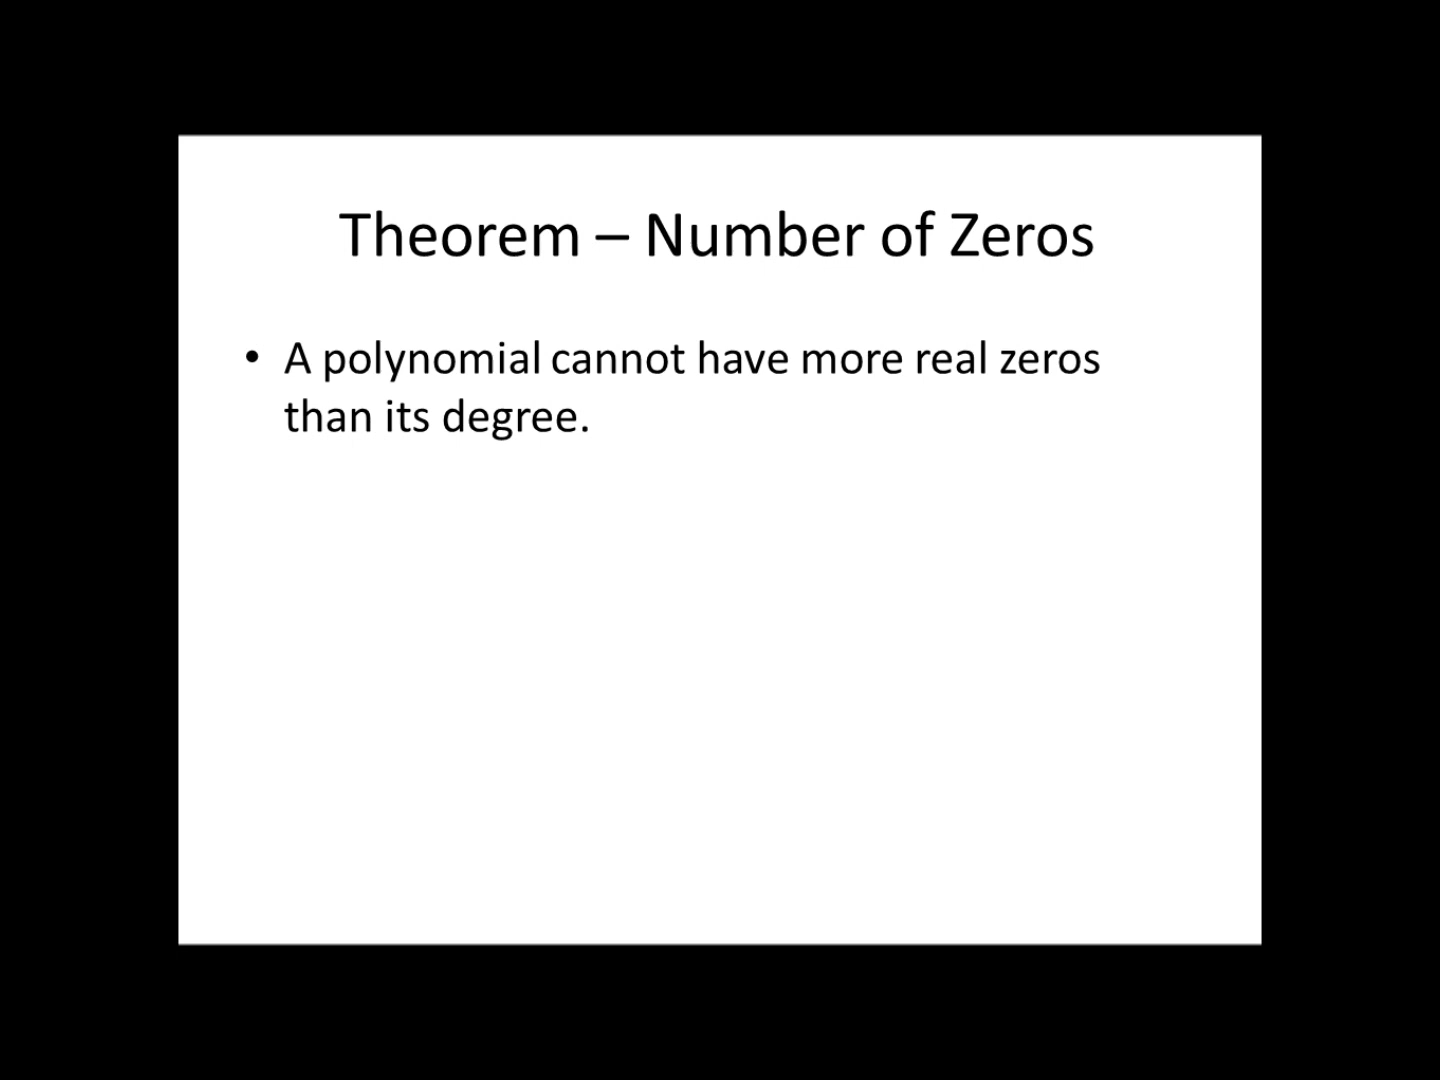 Theorem – Number of Zeros
• A polynomial cannot have more real zeros
than its degree.